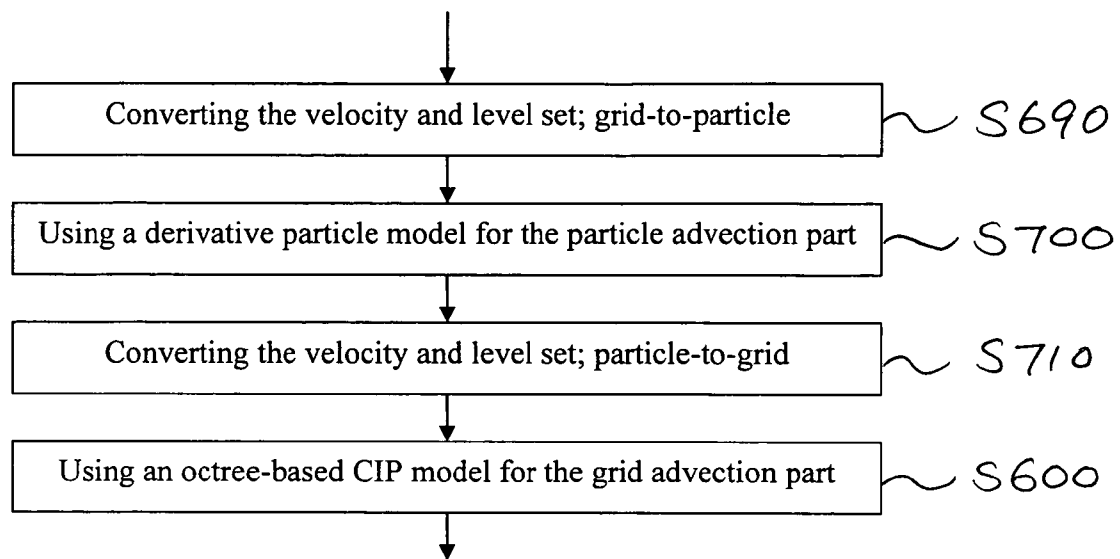 Converting the velocity and level set; grid-to-particle
S690
Using a derivative particle model for the particle advection part
S700
Converting the velocity and level set; particle-to-grid
S710
Using an octree-based CIP model for the grid advection part
S600